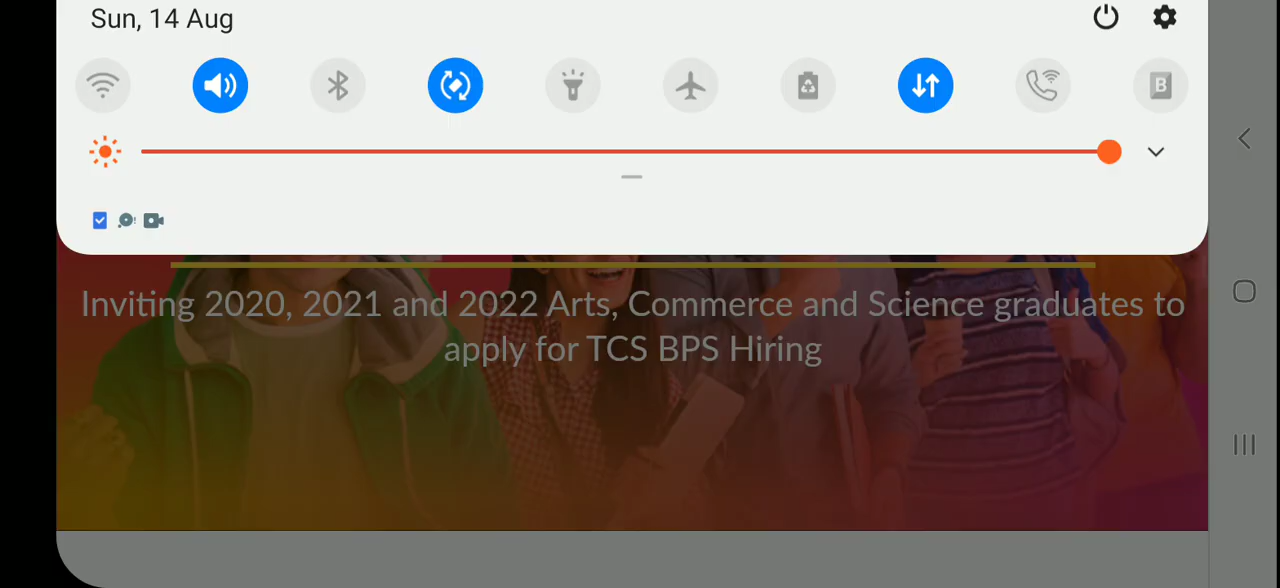 Sun, 14 Aug
B
Inviting 2020, 2021 and 2022 Arts, Commerce and Science graduates to
apply for TCS BPS Hiring